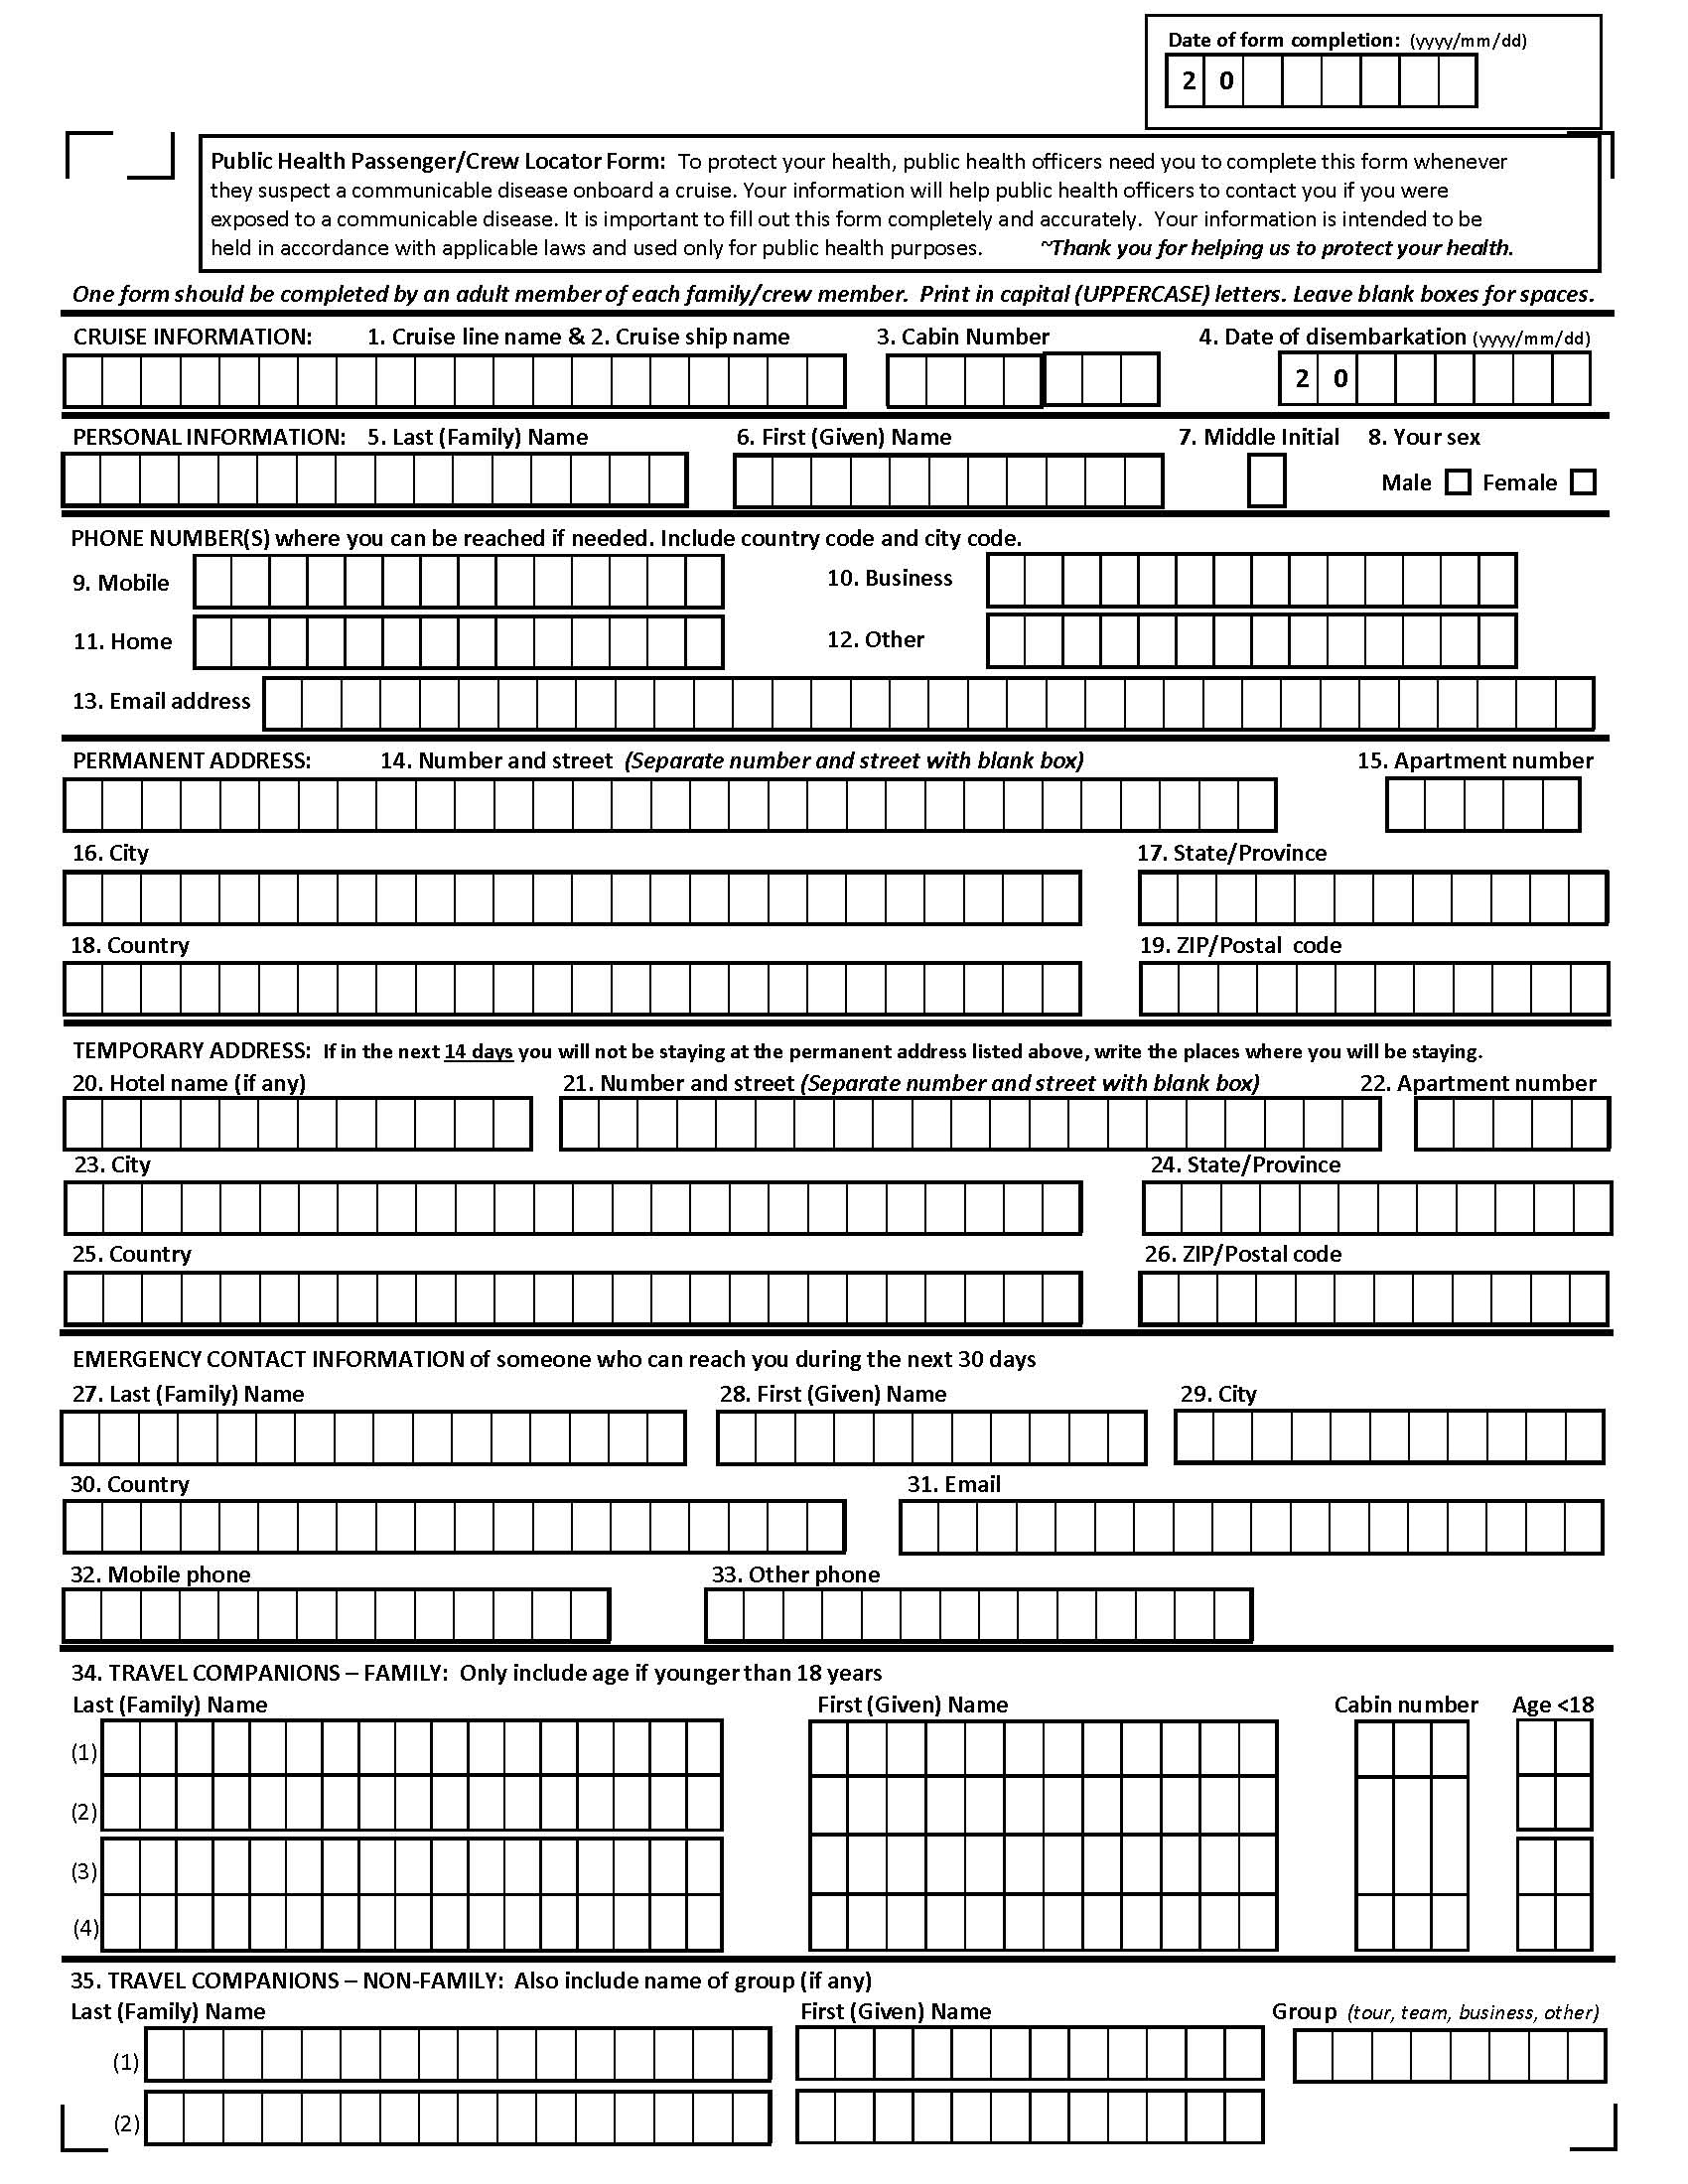 Date of form completion: (yyyy/mm/dd)
2 0
Public Health Passenger/Crew Locator Form: To protect your health, public health officers need you to complete this form whenever
they suspect a communicable disease onboard a cruise. Your information will help public health officers to contact you if you were
exposed to a communicable disease. It is important to fill out this form completely and accurately. Your information is intended to be
held in accordance with applicable laws and used only for public health purposes. ~Thank you for helping us to protect your health.
One form should be completed by an adult member of each family/crew member. Print in capital (UPPERCASE) letters. Leave blank boxes for spaces.
CRUISE INFORMATION: 1. Cruise line name & 2. Cruise ship name 3. Cabin Number 4. Date of disembarkation (yyyy/mm/dd)
2 0
PERSONAL INFORMATION: 5. Last (Family) Name 6. First (Given) Name 7. Middle Initial 8. Your sex
Male Female
PHONE NUMBER(S) where you can be reached if needed. Include country code and city code.
9. Mobile 10. Business
11. Home 12. Other
13. Email address
PERMANENT ADDRESS: 14. Number and street (Separate number and street with blank box) 15. Apartment number
16. City 17. State/Province
18. Country 19. ZIP/Postal code
TEMPORARY ADDRESS: If in the next 14 days you will not be staying at the permanent address listed above, write the places where you will be staying.
20. Hotel name (if any) 21. Number and street (Separate number and street with blank box) 22. Apartment number
23. City 24. State/Province
25. Country 26. ZIP/Postal code
EMERGENCY CONTACT INFORMATION of someone who can reach you during the next 30 days
27. Last (Family) Name 28. First (Given) Name 29. City
30. Country 31. Email
32. Mobile phone 33. Other phone
34. TRAVEL COMPANIONS – FAMILY: Only include age if younger than 18 years
Last (Family) Name First (Given) Name Cabin number Age <18
(1)
(2)
(3)
(4)
35. TRAVEL COMPANIONS – NON-FAMILY: Also include name of group (if any)
Last (Family) Name First (Given) Name Group (tour, team, business, other)
(1)
(2)